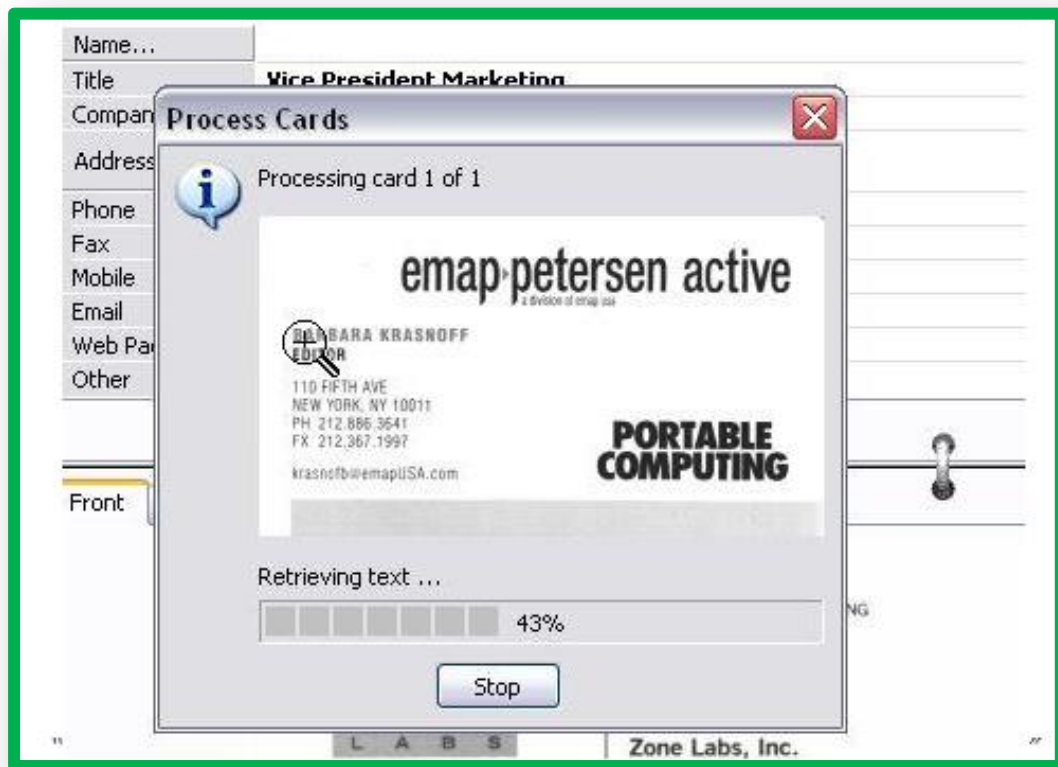 Name...
Title Vice President Marketing
Compan
Process Cards
Address
Processing card 1 of 1
Phone
Fax
Mobile
Email
Web Pa
Other
emap petersen active
a division of emap usa
BARBARA KRASNOFF
EDITOR
110 FIFTH AVE
NEW YORK, NY 10011
PH 212.886.3641
FX 212.367.1997
krasnofb@emapUSA.com
PORTABLE
COMPUTING
Front
Retrieving text ...
43%
NG
Stop
L A B S
Zone Labs, Inc.